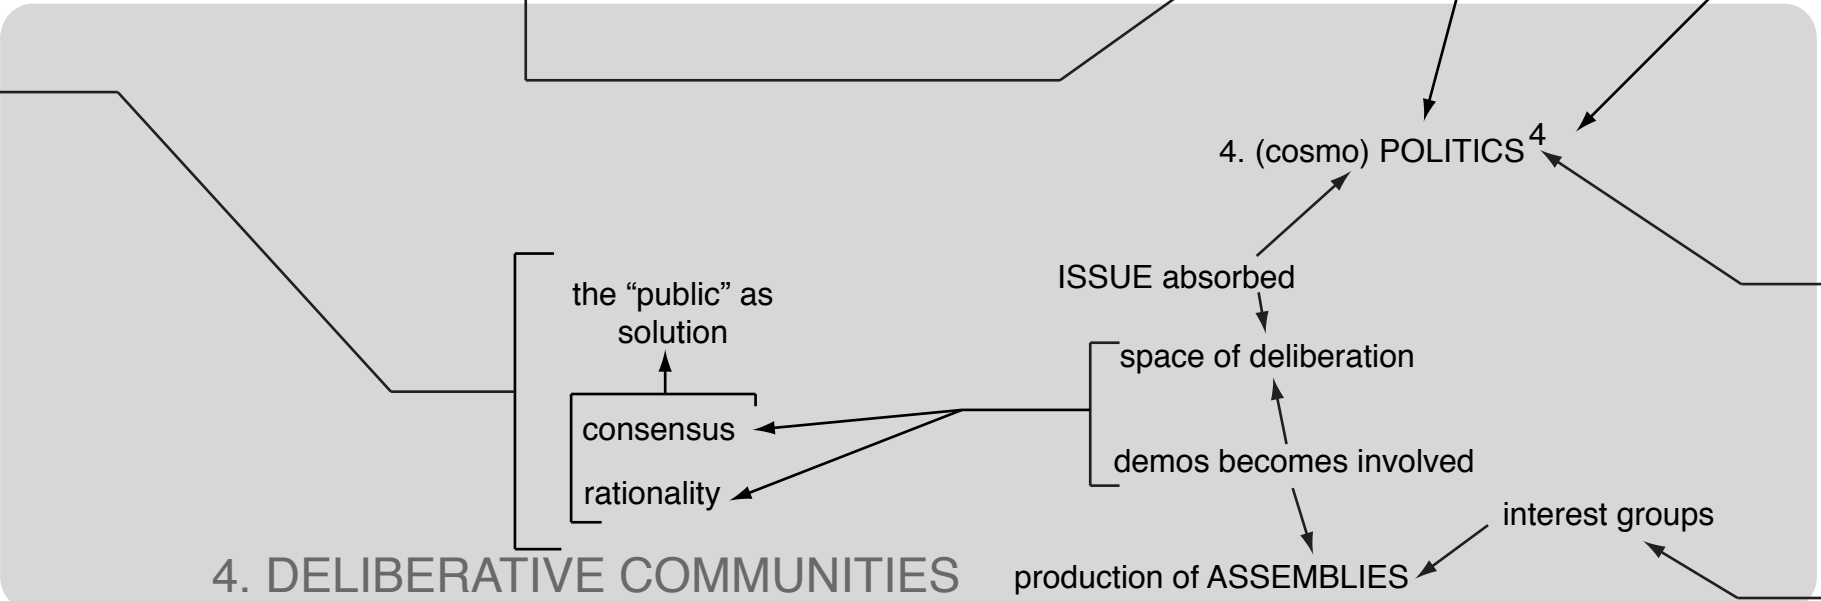 4. (cosmo) POLITICS 4
ISSUE absorbed
the “public” as
solution
space of deliberation
consensus
demos becomes involved
rationality
interest groups
4. DELIBERATIVE COMMUNITIES
production of ASSEMBLIES